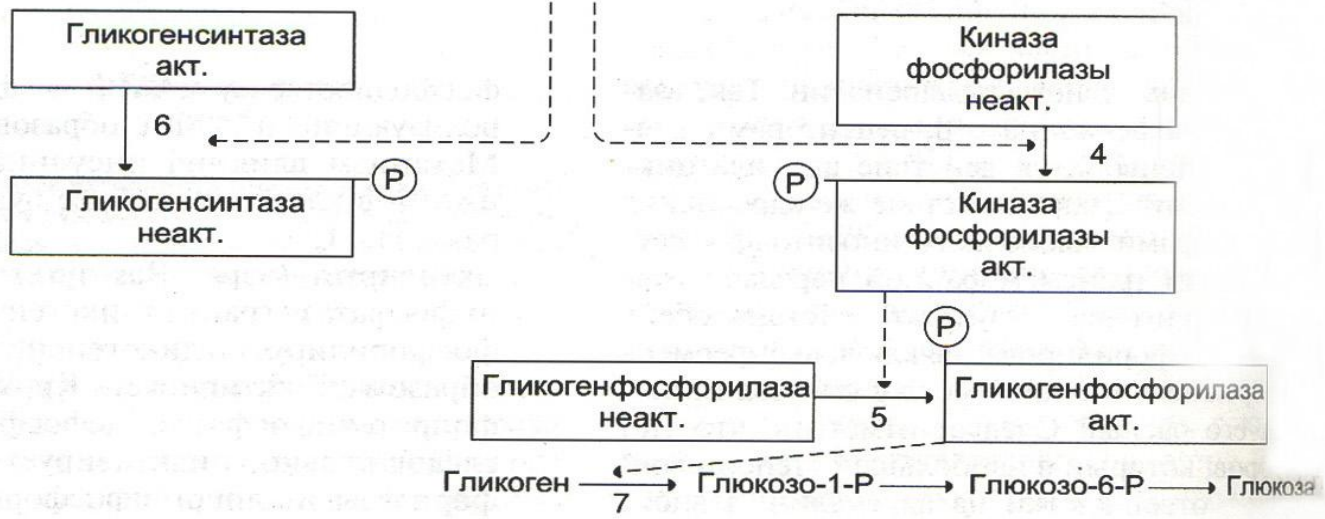 Гликогенсинтаза
акт.
Киназа
фосфорилазы
неакт.
6
4
Р
Р
Гликогенсинтаза
неакт.
Киназа
фосфорилазы
акт.
Р
Гликогенфосфорилаза
неакт.
5
Гликогенфосфорилаза
акт.
Гликоген
7
Глюкозо-1-Р
Глюкозо-6-Р
Глюкоза